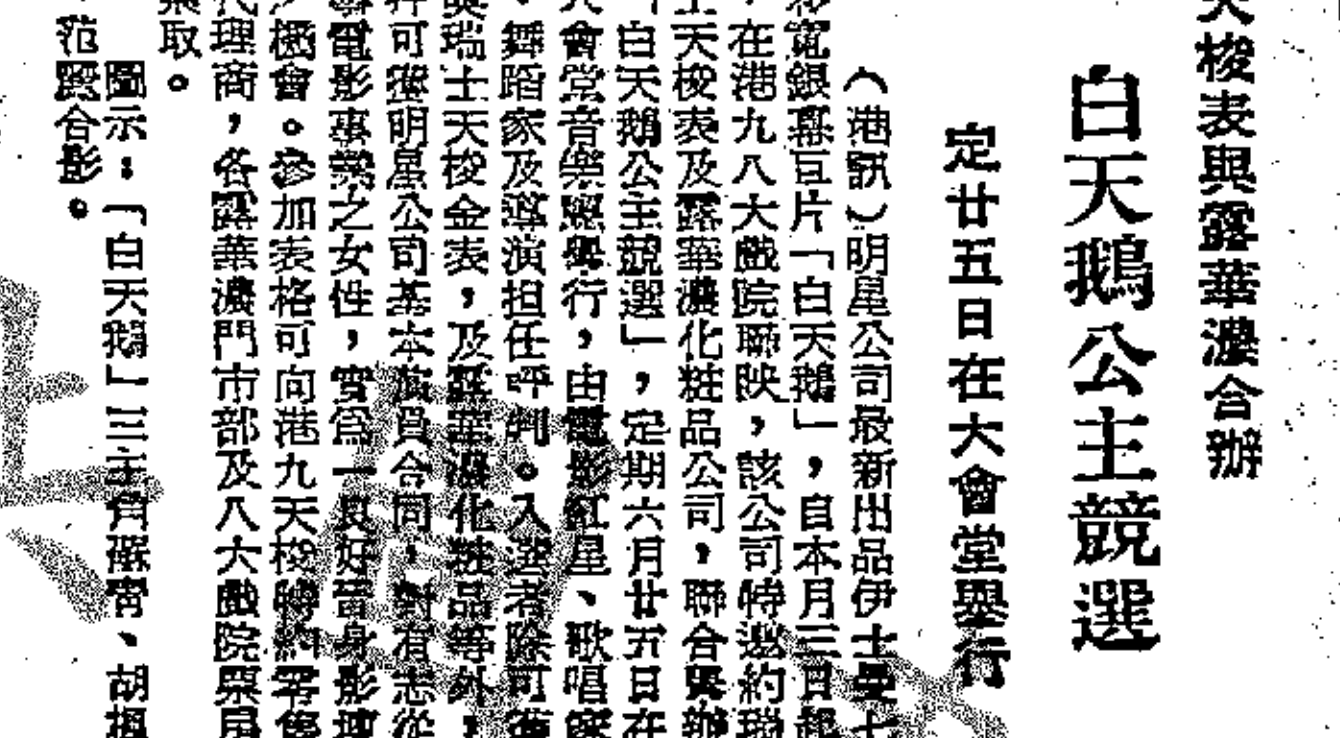 天梭表與露華濃合辦
白天鵝公主競選
定廿五日在大會堂舉行
（港訊）明星公司最新出品伊士曼七
彩寬銀幕巨片「白天鵝」，自本月三日起
，在港九八大戲院聯映，該公司特邀約瑞
士天梭表及露華濃化粧品公司，聯合舉辦
「白天鵝公主競選」，定期六月廿五日在
大會堂音樂廳舉行，由電影紅星、歌唱家
、舞蹈家及導演担任評判。入選者除可獲
獎瑞士天梭金表，及露華濃化粧品等外，
可獲明星公司基本演員合同，對有志從
電影事業之女性，實爲一良好晉身影壇
機會。參加表格可向港九天梭特約零售
代理商，各露華濃門市部及八大戲院票房
索取。
圖示：「白天鵝」三主角蘇霄、胡
、范麗合影。